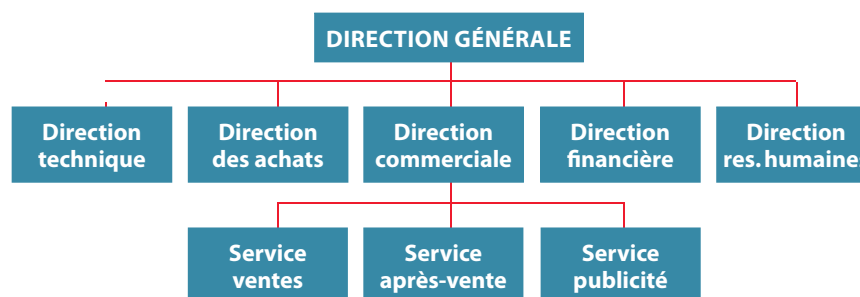 DIRECTION GÉNÉRALE
Direction
technique
Direction
des achats
Direction
commerciale
Direction
financière
Direction
res. humaines
Service
ventes
Service
après-vente
Service
publicité